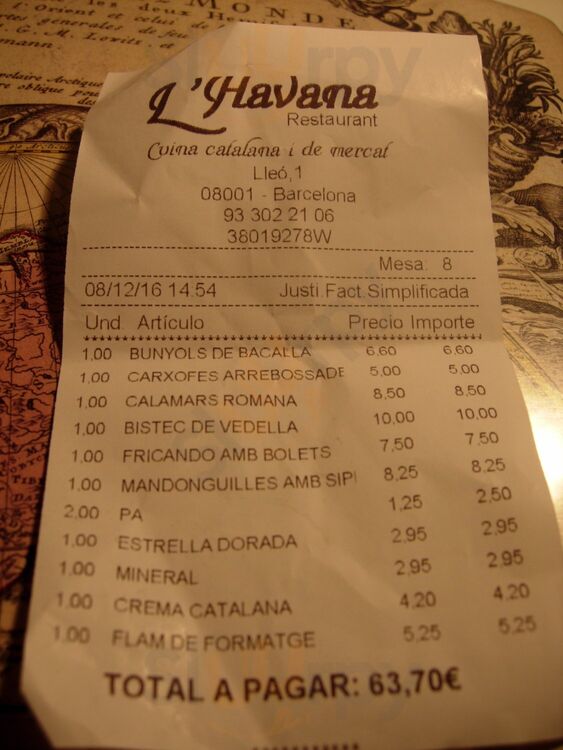 MONDE
les deux
L'Havana
Restaurant
Cuina catalana i de mercat
Lleó,1
08001 - Barcelona
93 302 21 06
38019278W
Mesa: 8
08/12/16 14:54 Justi.Fact.Simplificada
Und. Artículo Precio Importe
1,00 BUNYOLS DE BACALLA 6,60 6,60
1,00 CARXOFES ARREBOSSADE 5,00 5,00
1,00 CALAMARS ROMANA 8,50 8,50
1,00 BISTEC DE VEDELLA 10,00 10,00
1,00 FRICANDO AMB BOLETS 7,50 7,50
1,00 MANDONGUILLES AMB SIPI 8,25 8,25
2,00 PA 1,25 2,50
1,00 ESTRELLA DORADA 2,95 2,95
1,00 MINERAL 2,95 2,95
1,00 CREMA CATALANA 4,20 4,20
1,00 FLAM DE FORMATGE 5,25 5,25
TOTAL A PAGAR: 63,70€